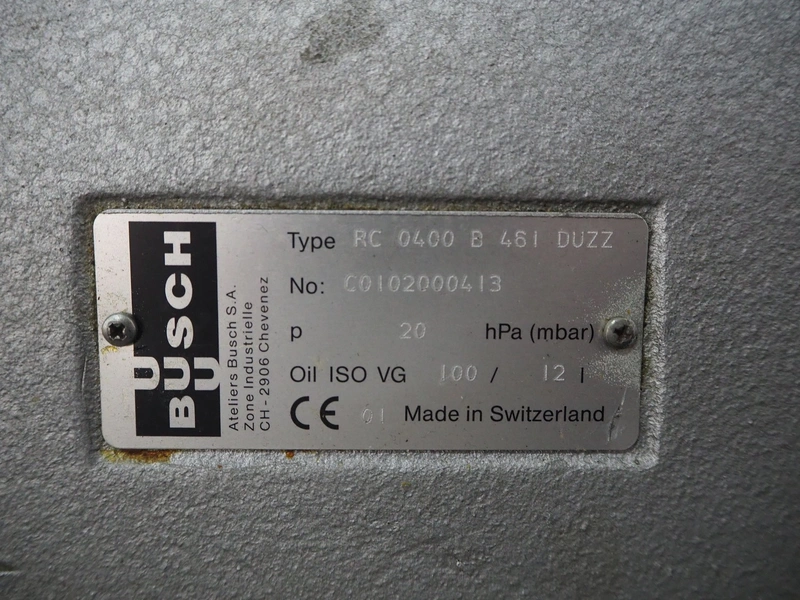 BUSCH
U
U
Ateliers Busch S.A.
Zone Industrielle
CH - 2906 Chevenez
Type RC 0400 B 461 DUZZ
No: C0102000413
p 20 hPa (mbar)
Oil ISO VG 100 / 12 l
CE 01 Made in Switzerland